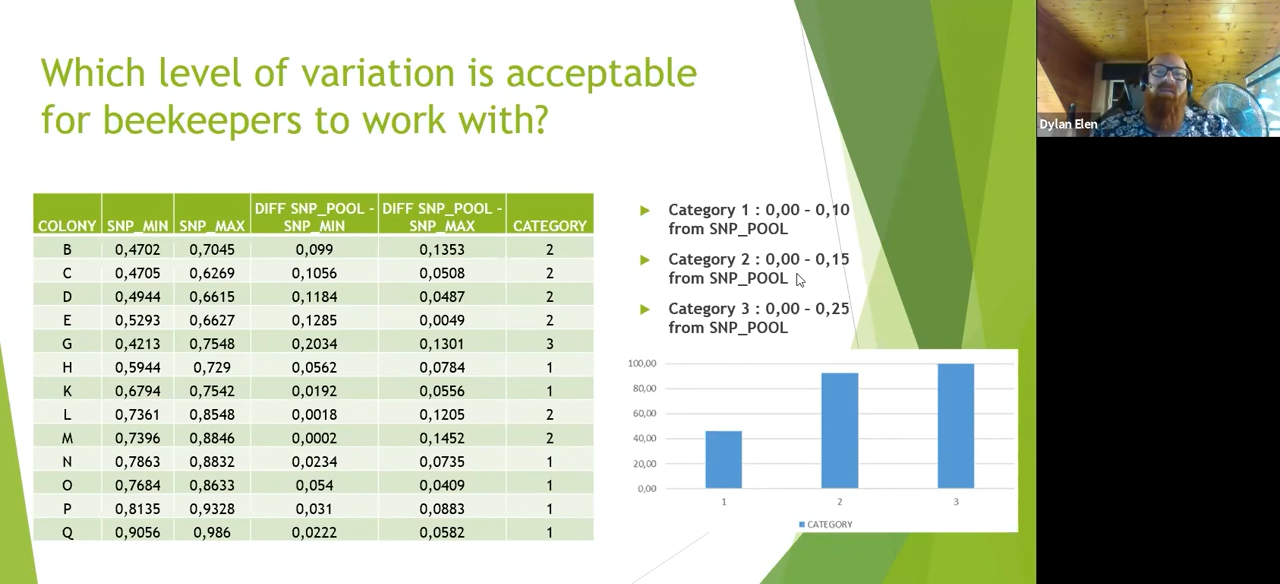 Which level of variation is acceptable
for beekeepers to work with?
COLONY SNP_MIN SNP_MAX DIFF SNP_POOL - SNP_MIN DIFF SNP_POOL - SNP_MAX CATEGORY
B 0,4702 0,7045 0,099 0,1353 2
C 0,4705 0,6269 0,1056 0,0508 2
D 0,4944 0,6615 0,1184 0,0487 2
E 0,5293 0,6627 0,1285 0,0049 2
G 0,4213 0,7548 0,2034 0,1301 3
H 0,5944 0,729 0,0562 0,0784 1
K 0,6794 0,7542 0,0192 0,0556 1
L 0,7361 0,8548 0,0018 0,1205 2
M 0,7396 0,8846 0,0002 0,1452 2
N 0,7863 0,8832 0,0234 0,0735 1
O 0,7684 0,8633 0,054 0,0409 1
P 0,8135 0,9328 0,031 0,0883 1
Q 0,9056 0,986 0,0222 0,0582 1
Category 1 : 0,00 – 0,10
from SNP_POOL
Category 2 : 0,00 – 0,15
from SNP_POOL
Category 3 : 0,00 – 0,25
from SNP_POOL
100,00
80,00
60,00
40,00
20,00
0,00
1 2 3
CATEGORY
Dylan Elen